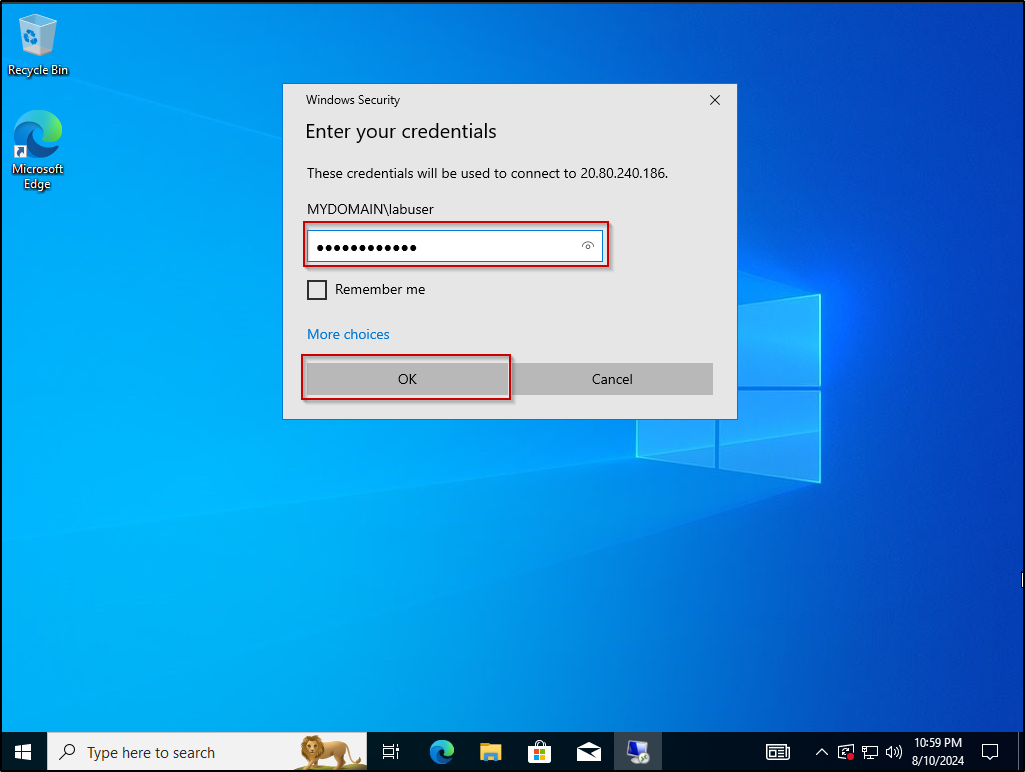 Recycle Bin
Microsoft
Edge
Windows Security
Enter your credentials
These credentials will be used to connect to 20.80.240.186.
MYDOMAIN\labuser
••••••••••••
Remember me
More choices
OK
Cancel
Type here to search
10:59 PM
8/10/2024